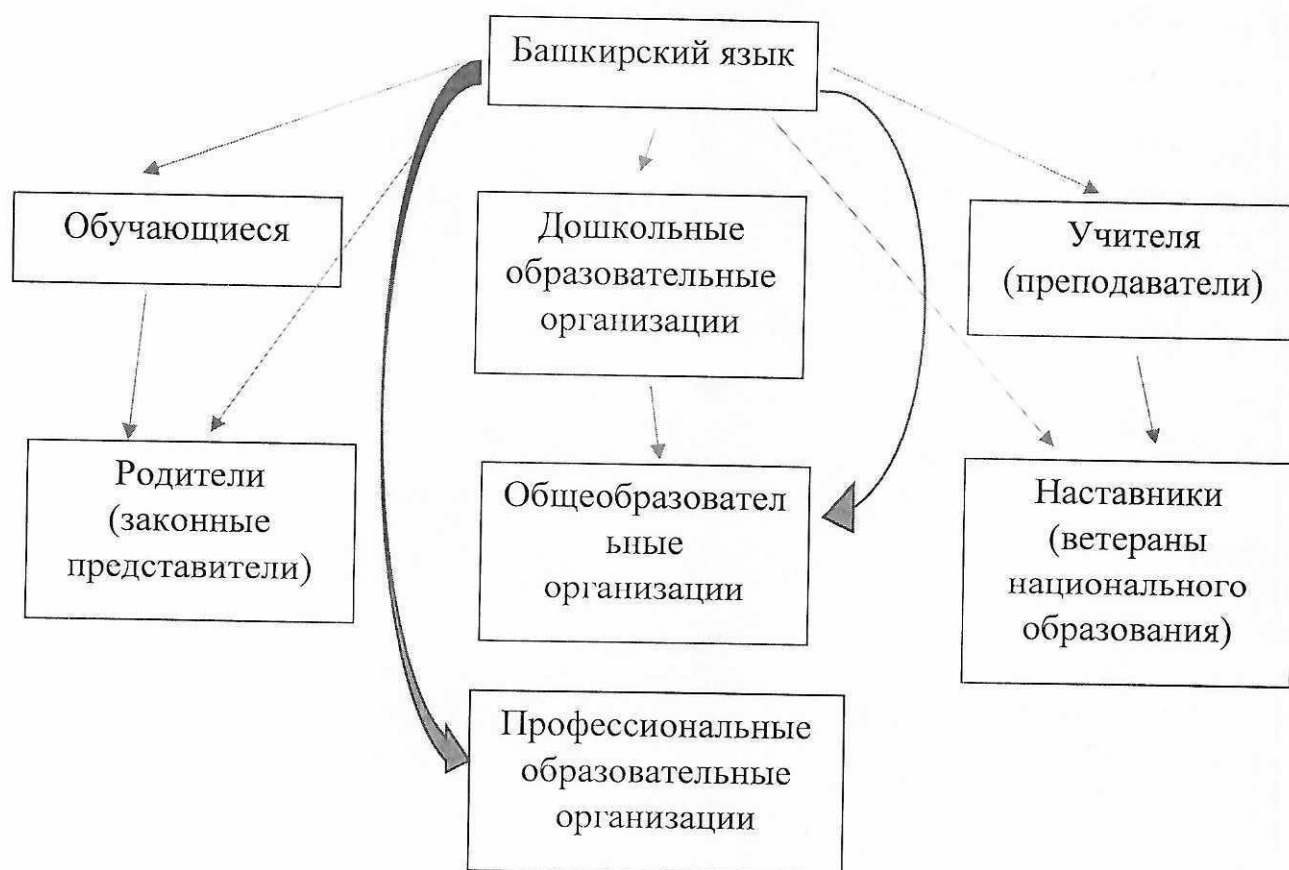 Башкирский язык
Обучающиеся
Дошкольные
образовательные
организации
Учителя
(преподаватели)
Родители
(законные
представители)
Общеобразовател
ьные
организации
Наставники
(ветераны
национального
образования)
Профессиональные
образовательные
организации